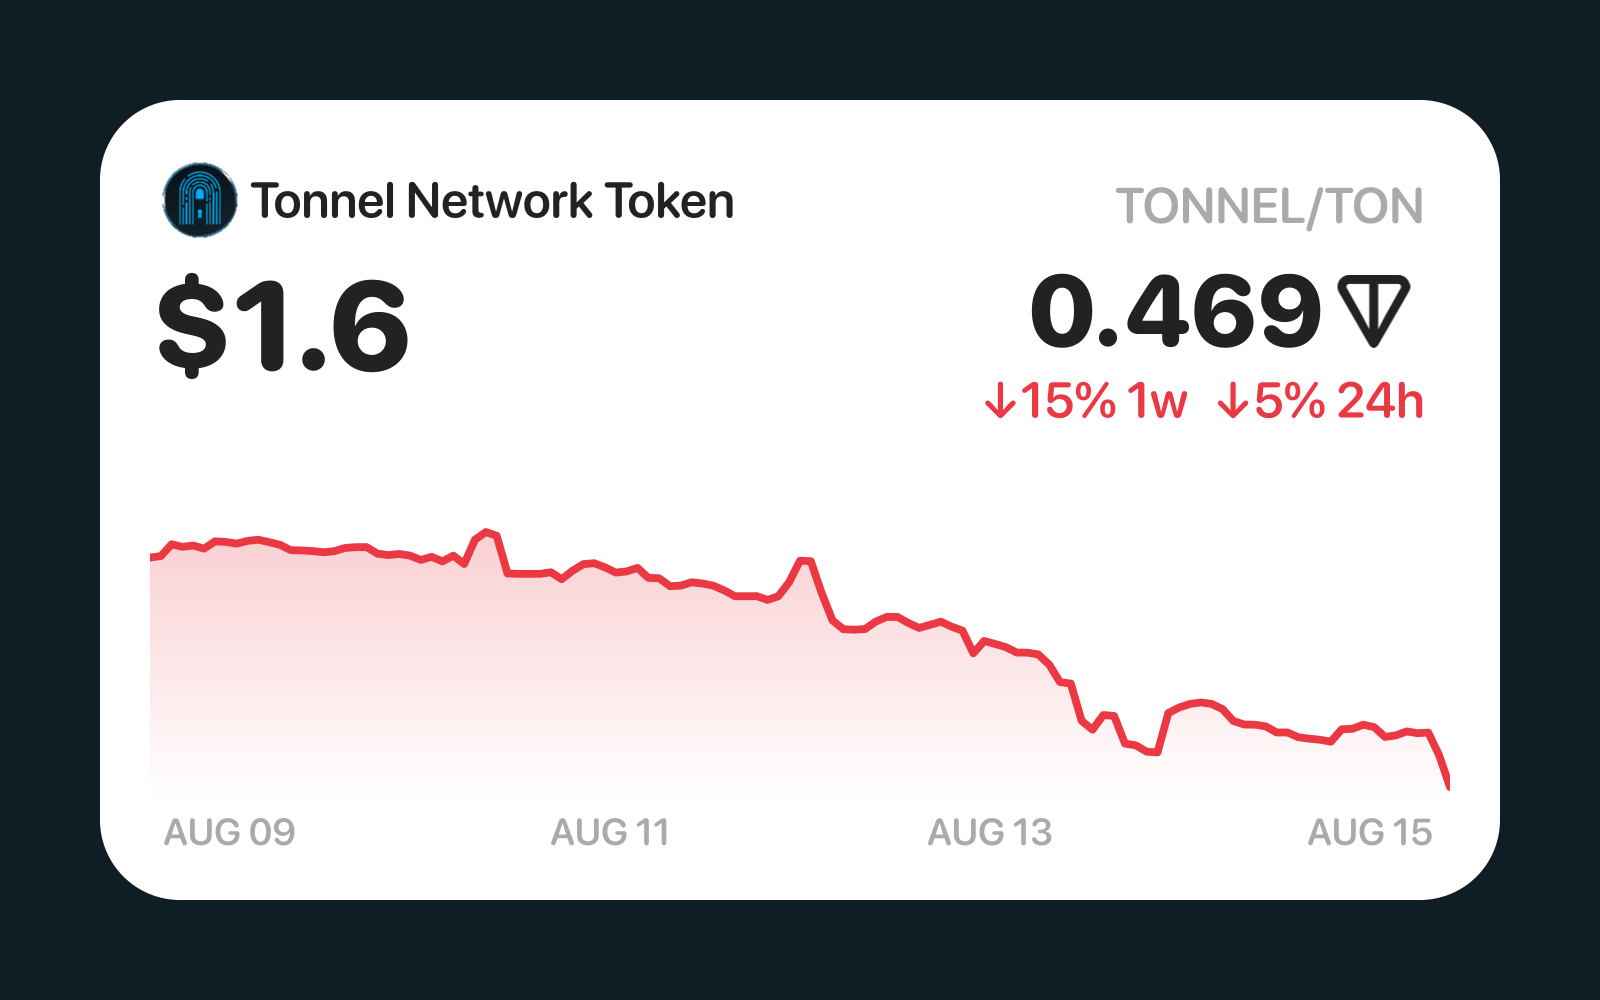 Tonnel Network Token
TONNEL/TON
$1.6
0.469
↓15% 1w ↓5% 24h
AUG 09 AUG 11 AUG 13 AUG 15